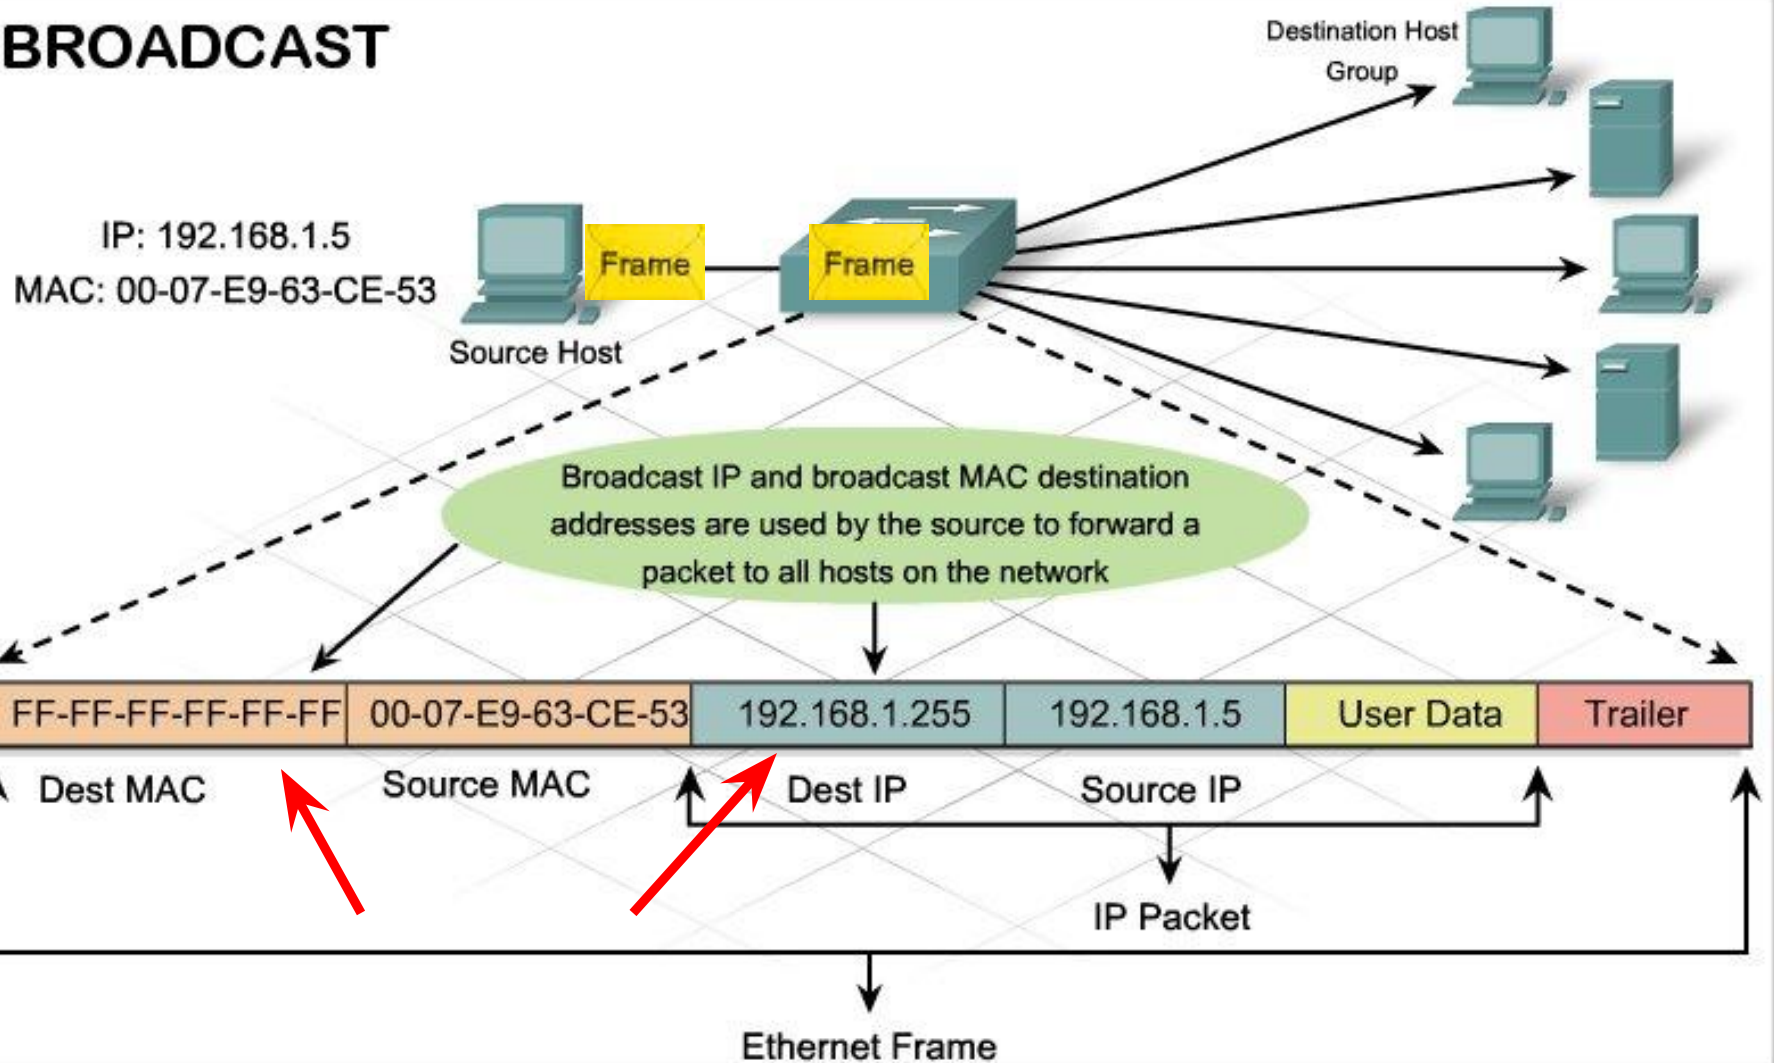 BROADCAST
Destination Host
Group
IP: 192.168.1.5
MAC: 00-07-E9-63-CE-53
Frame
Frame
Source Host
Broadcast IP and broadcast MAC destination
addresses are used by the source to forward a
packet to all hosts on the network
FF-FF-FF-FF-FF-FF 00-07-E9-63-CE-53 192.168.1.255 192.168.1.5 User Data Trailer
Dest MAC Source MAC Dest IP Source IP
IP Packet
Ethernet Frame